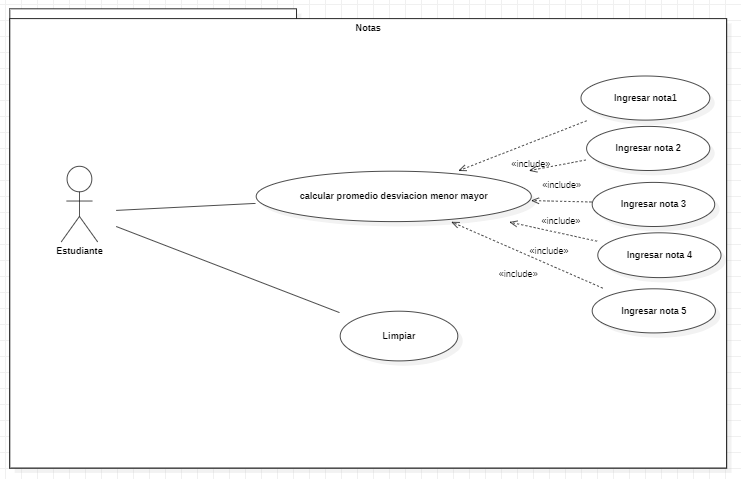 Notas
Ingresar nota1
Ingresar nota 2
«include»
«include»
calcular promedio desviacion menor mayor
Ingresar nota 3
«include»
Estudiante
«include»
Ingresar nota 4
«include»
Ingresar nota 5
Limpiar